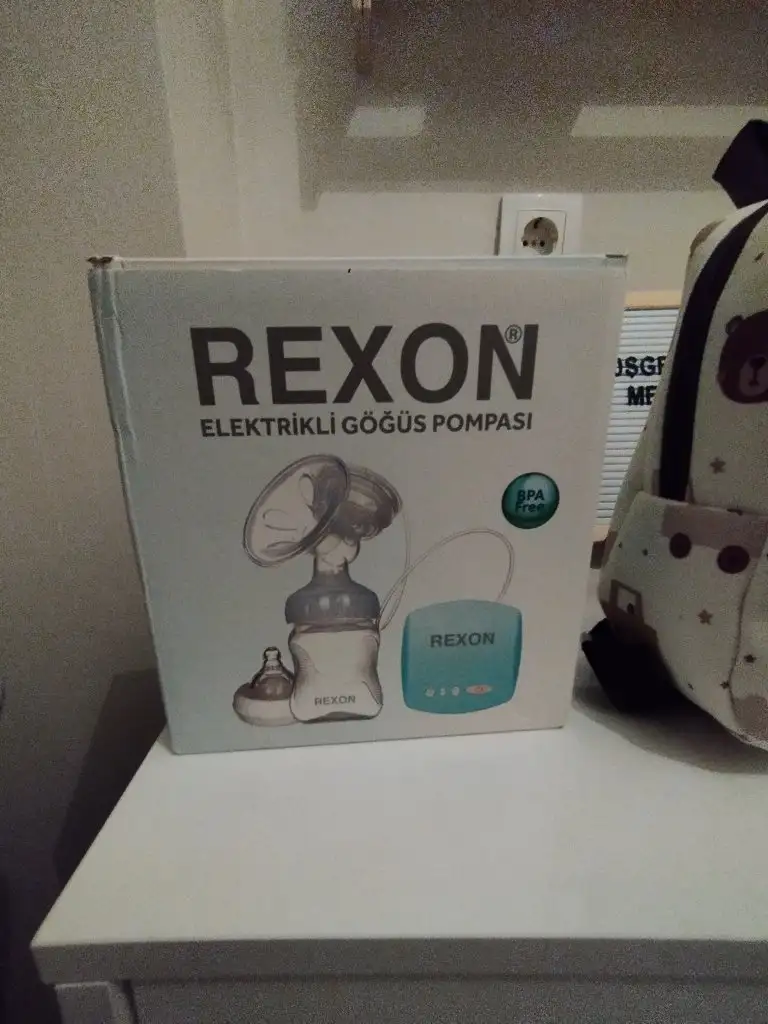 REXON®
ELEKTRİKLİ GÖĞÜS POMPASI
BPA
Free
REXON
REXON